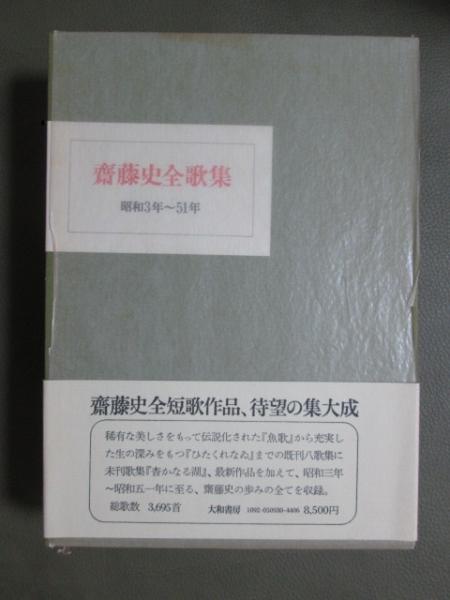 齋藤史全歌集
昭和3年〜51年
齋藤史全短歌作品、待望の集大成
稀有な美しさをもって伝説化された『魚歌』から充実し
た生の深みをもつ『ひたくれなゐ』までの既刊八歌集に
未刊歌集『杳かなる湖』、最新作品を加えて、昭和三年
〜昭和五一年に至る、齋藤史の歩みの全てを収録。
総歌数 3,695首 大和書房 1092-050930-4406 8,500円